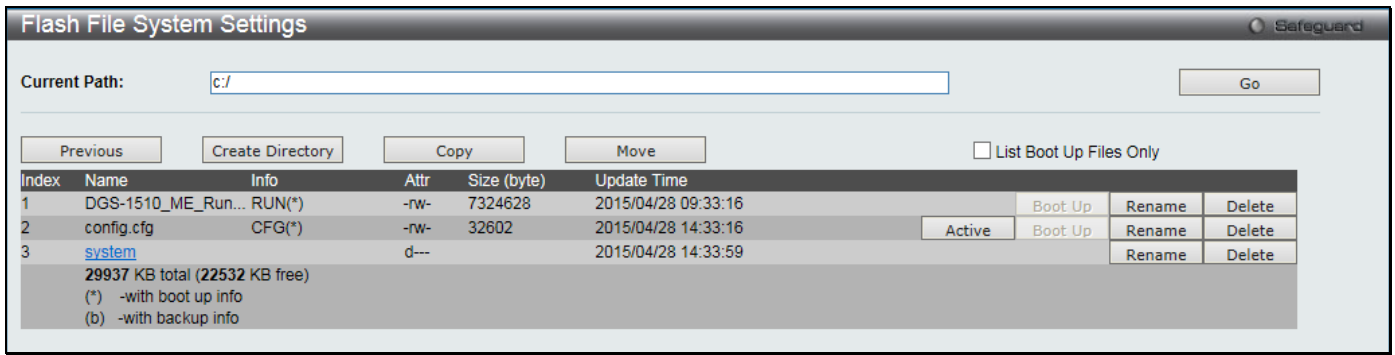 Flash File System Settings Safeguard
Current Path: c:/ Go
Previous Create Directory Copy Move List Boot Up Files Only
Index Name Info Attr Size (byte) Update Time
1 DGS-1510_ME_Run... RUN(*) -rw- 7324628 2015/04/28 09:33:16 Boot Up Rename Delete
2 config.cfg CFG(*) -rw- 32602 2015/04/28 14:33:16 Active Boot Up Rename Delete
3 system d--- 2015/04/28 14:33:59 Rename Delete
29937 KB total (22532 KB free)
(*) -with boot up info
(b) -with backup info